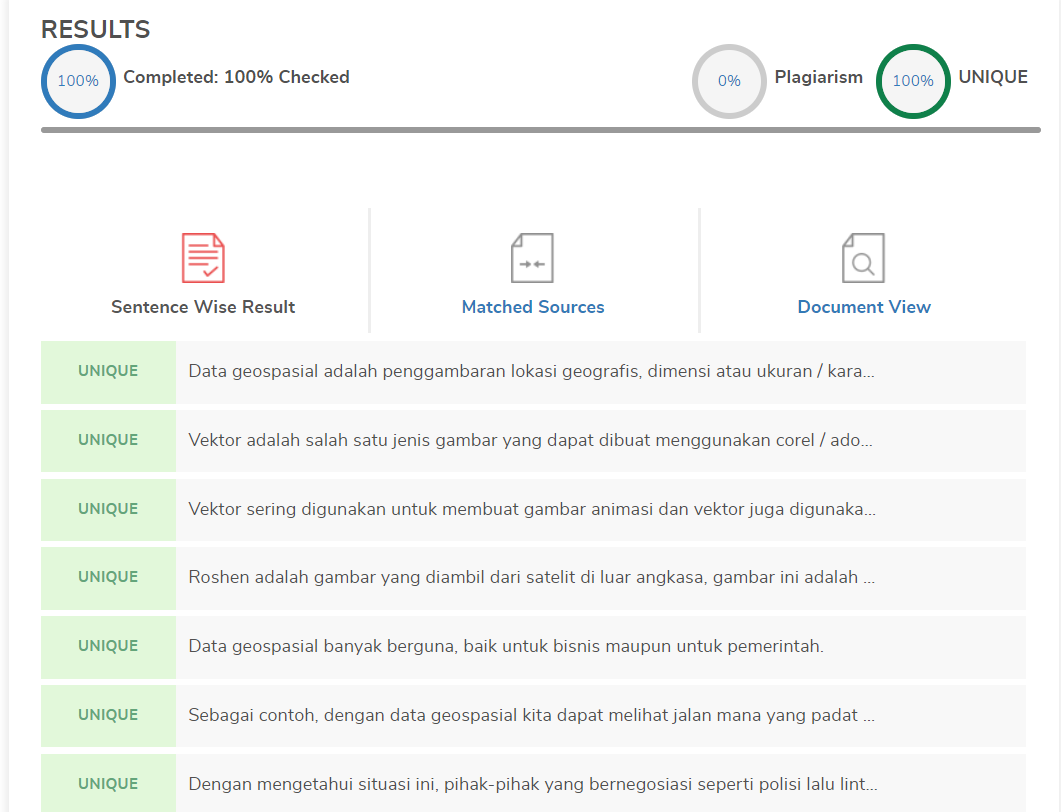 RESULTS
100% Completed: 100% Checked 0% Plagiarism 100% UNIQUE
Sentence Wise Result Matched Sources Document View
UNIQUE Data geospasial adalah penggambaran lokasi geografis, dimensi atau ukuran / kara...
UNIQUE Vektor adalah salah satu jenis gambar yang dapat dibuat menggunakan corel / ado...
UNIQUE Vektor sering digunakan untuk membuat gambar animasi dan vektor juga digunaka...
UNIQUE Roshen adalah gambar yang diambil dari satelit di luar angkasa, gambar ini adalah ...
UNIQUE Data geospasial banyak berguna, baik untuk bisnis maupun untuk pemerintah.
UNIQUE Sebagai contoh, dengan data geospasial kita dapat melihat jalan mana yang padat ...
UNIQUE Dengan mengetahui situasi ini, pihak-pihak yang bernegosiasi seperti polisi lalu lint...